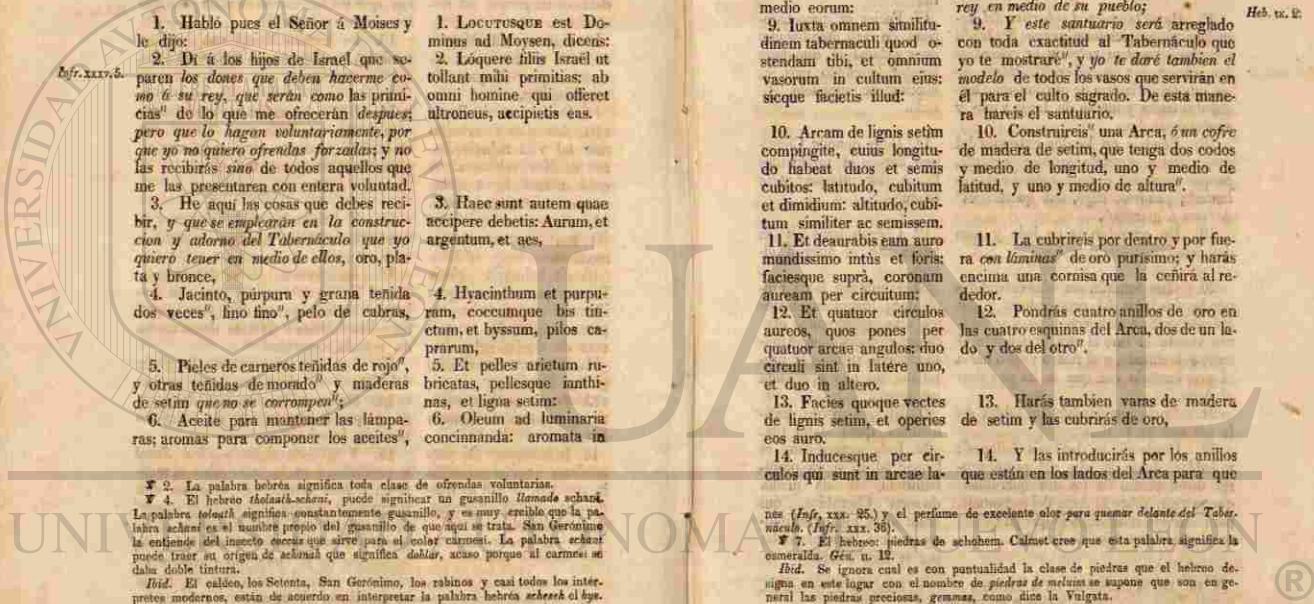 1. Habló pues el Señor á Moises y
le dijo:
2. Di á los hijos de Israel que se-
Infr. xxxv. 5.
paren los dones que deben hacerme co-
mo á su rey, que serán como las primi-
cias" de lo que me ofrecerán despues;
pero que lo hagan voluntariamente, por
que yo no quiero ofrendas forzadas; y no
las recibirás sino de todos aquellos que
me las presentaren con entera voluntad.
3. He aquí las cosas que debes reci-
bir, y que se emplearán en la construc-
cion y adorno del Tabernáculo que yo
quiero tener en medio de ellos, oro, pla-
ta y bronce,
4. Jacinto, púrpura y grana teñida
dos veces", lino fino", pelo de cabras,
5. Pieles de carneros teñidas de rojo",
y otras teñidas de morado" y maderas
de setim que no se corrompen";
6. Aceite para mantener las lámpa-
ras; aromas para componer los aceites",
1. LOCUTUSQUE est Do-
minus ad Moysen, dicens:
2. Lóquere filiis Israël ut
tollant mihi primitias; ab
omni homine qui offeret
ultroneus, accipietis eas.
3. Haec sunt autem quae
accipere debetis: Aurum, et
argentum, et aes,
4. Hyacinthum et purpu-
ram, coccumque bis tin-
ctum, et byssum, pilos ca-
prarum,
5. Et pelles arietum ru-
bricatas, pellesque ianthi-
nas, et ligna setim:
6. Oleum ad luminaria
concinnanda: aromata in
℣ 2. La palabra hebréa significa toda clase de ofrendas voluntarias.
℣ 4. El hebréo tholaath-schani, puede significar un gusanillo llamado schani.
La palabra tolaath significa constantemente gusanillo, y es muy creible que la pa-
labra schani es el nombre propio del gusanillo de que aquí se trata. San Gerónimo
la entiende del insecto coccus que sirve para el color carmesí. La palabra schani
puede traer su origen de schanah que significa doblar, acaso porque al carmesí se
daba doble tintura.
Ibid. El caldeo, los Setenta, San Gerónimo, los rabinos y casi todos los intér-
pretes modernos, están de acuerdo en interpretar la palabra hebréa schesch el bys-
medio eorum:
9. Iuxta omnem similitu-
dinem tabernaculi quod o-
stendam tibi, et omnium
vasorum in cultum eius:
sicque facietis illud:
10. Arcam de lignis setim
compingite, cuius longitu-
do habeat duos et semis
cubitos: latitudo, cubitum
et dimidium: altitudo, cubi-
tum similiter ac semissem.
11. Et deaurabis eam auro
mundissimo intùs et foris:
faciesque suprà, coronam
auream per circuitum:
12. Et quatuor circulos
aureos, quos pones per
quatuor arcae angulos: duo
circuli sint in latere uno,
et duo in altero.
13. Facies quoque vectes
de lignis setim, et operies
eos auro.
14. Inducesque per cir-
culos qui sunt in arcae la-
rey en medio de su pueblo;
Heb. IX. 2.
9. Y este santuario será arreglado
con toda exactitud al Tabernáculo que
yo te mostraré", y yo te daré tambien el
modelo de todos los vasos que servirán en
él para el culto sagrado. De esta mane-
ra hareis el santuario.
10. Construireis" una Arca, ó un cofre
de madera de setim, que tenga dos codos
y medio de longitud, uno y medio de
latitud, y uno y medio de altura".
11. La cubrireis por dentro y por fue-
ra con láminas" de oro purísimo; y harás
encima una cornisa que la ceñirá al re-
dedor.
12. Pondrás cuatro anillos de oro en
las cuatro esquinas del Arca, dos de un la-
do y dos del otro".
13. Harás tambien varas de madera
de setim y las cubrirás de oro,
14. Y las introducirás por los anillos
que están en los lados del Arca para que
nes (Infr. xxx. 25.) y el perfume de excelente olor para quemar delante del Taber-
náculo. (Infr. xxx. 36).
℣ 7. El hebreo: piedras de schohem. Calmet cree que esta palabra significa la
esmeralda. Gén. II. 12.
Ibid. Se ignora cual es con puntualidad la clase de piedras que el hebreo de-
signa en este logar con el nombre de piedras de meluim se supone que son en ge-
neral las piedras preciosas, gemmas, como dice la Vulgata.
UANL
UNIVERSIDAD AUTÓNOMA DE NUEVO LEÓN
®